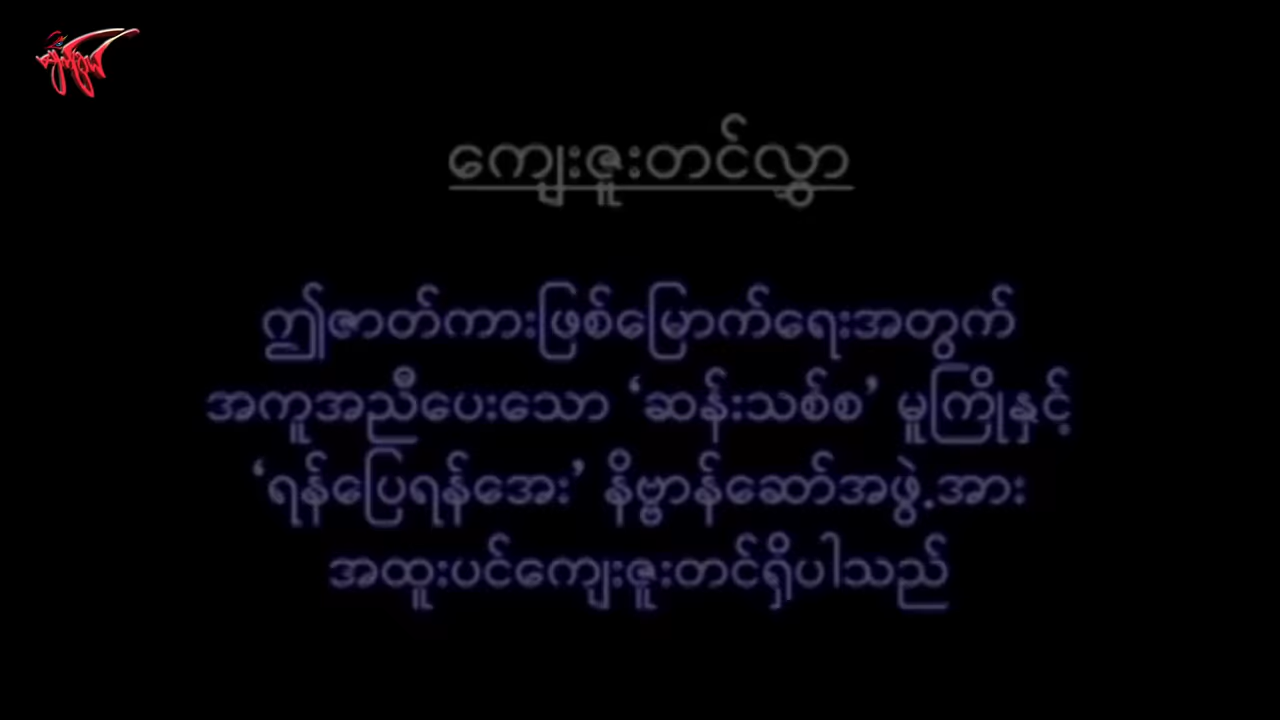 ကျေးဇူးတင်လွှာ
ဤဇာတ်ကားဖြစ်မြောက်ရေးအတွက်
အကူအညီပေးသော ‘ဆန်းသစ်စ’ မူကြိုနှင့်
‘ရန်ပြေရန်အေး’ နိဗ္ဗာန်ဆော်အဖွဲ့အား
အထူးပင်ကျေးဇူးတင်ရှိပါသည်